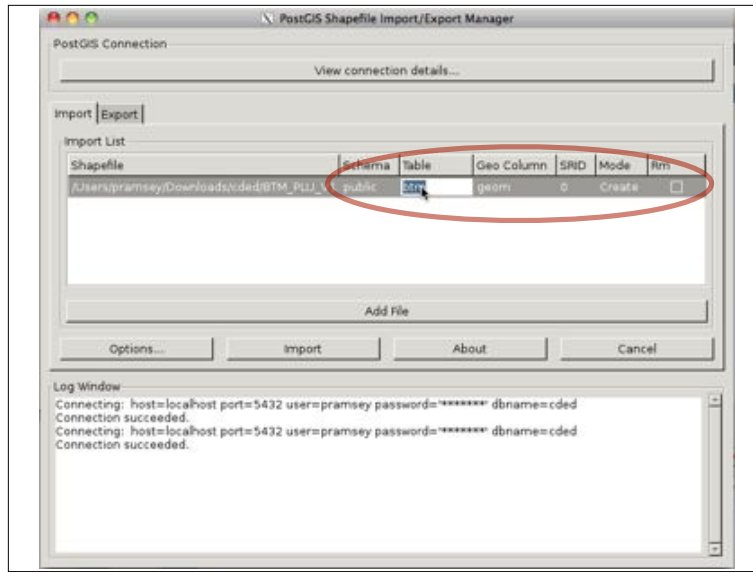 PostGIS Shapefile Import/Export Manager
PostGIS Connection
View connection details...
Import Export
Import List
Shapefile Schema Table Geo Column SRID Mode Rm
/Users/pramsey/Downloads/cded/BTM_PLU_V public btm geom 0 Create
Add File
Options... Import About Cancel
Log Window
Connecting: host=localhost port=5432 user=pramsey password='*******' dbname=cded
Connection succeeded.
Connecting: host=localhost port=5432 user=pramsey password='*******' dbname=cded
Connection succeeded.